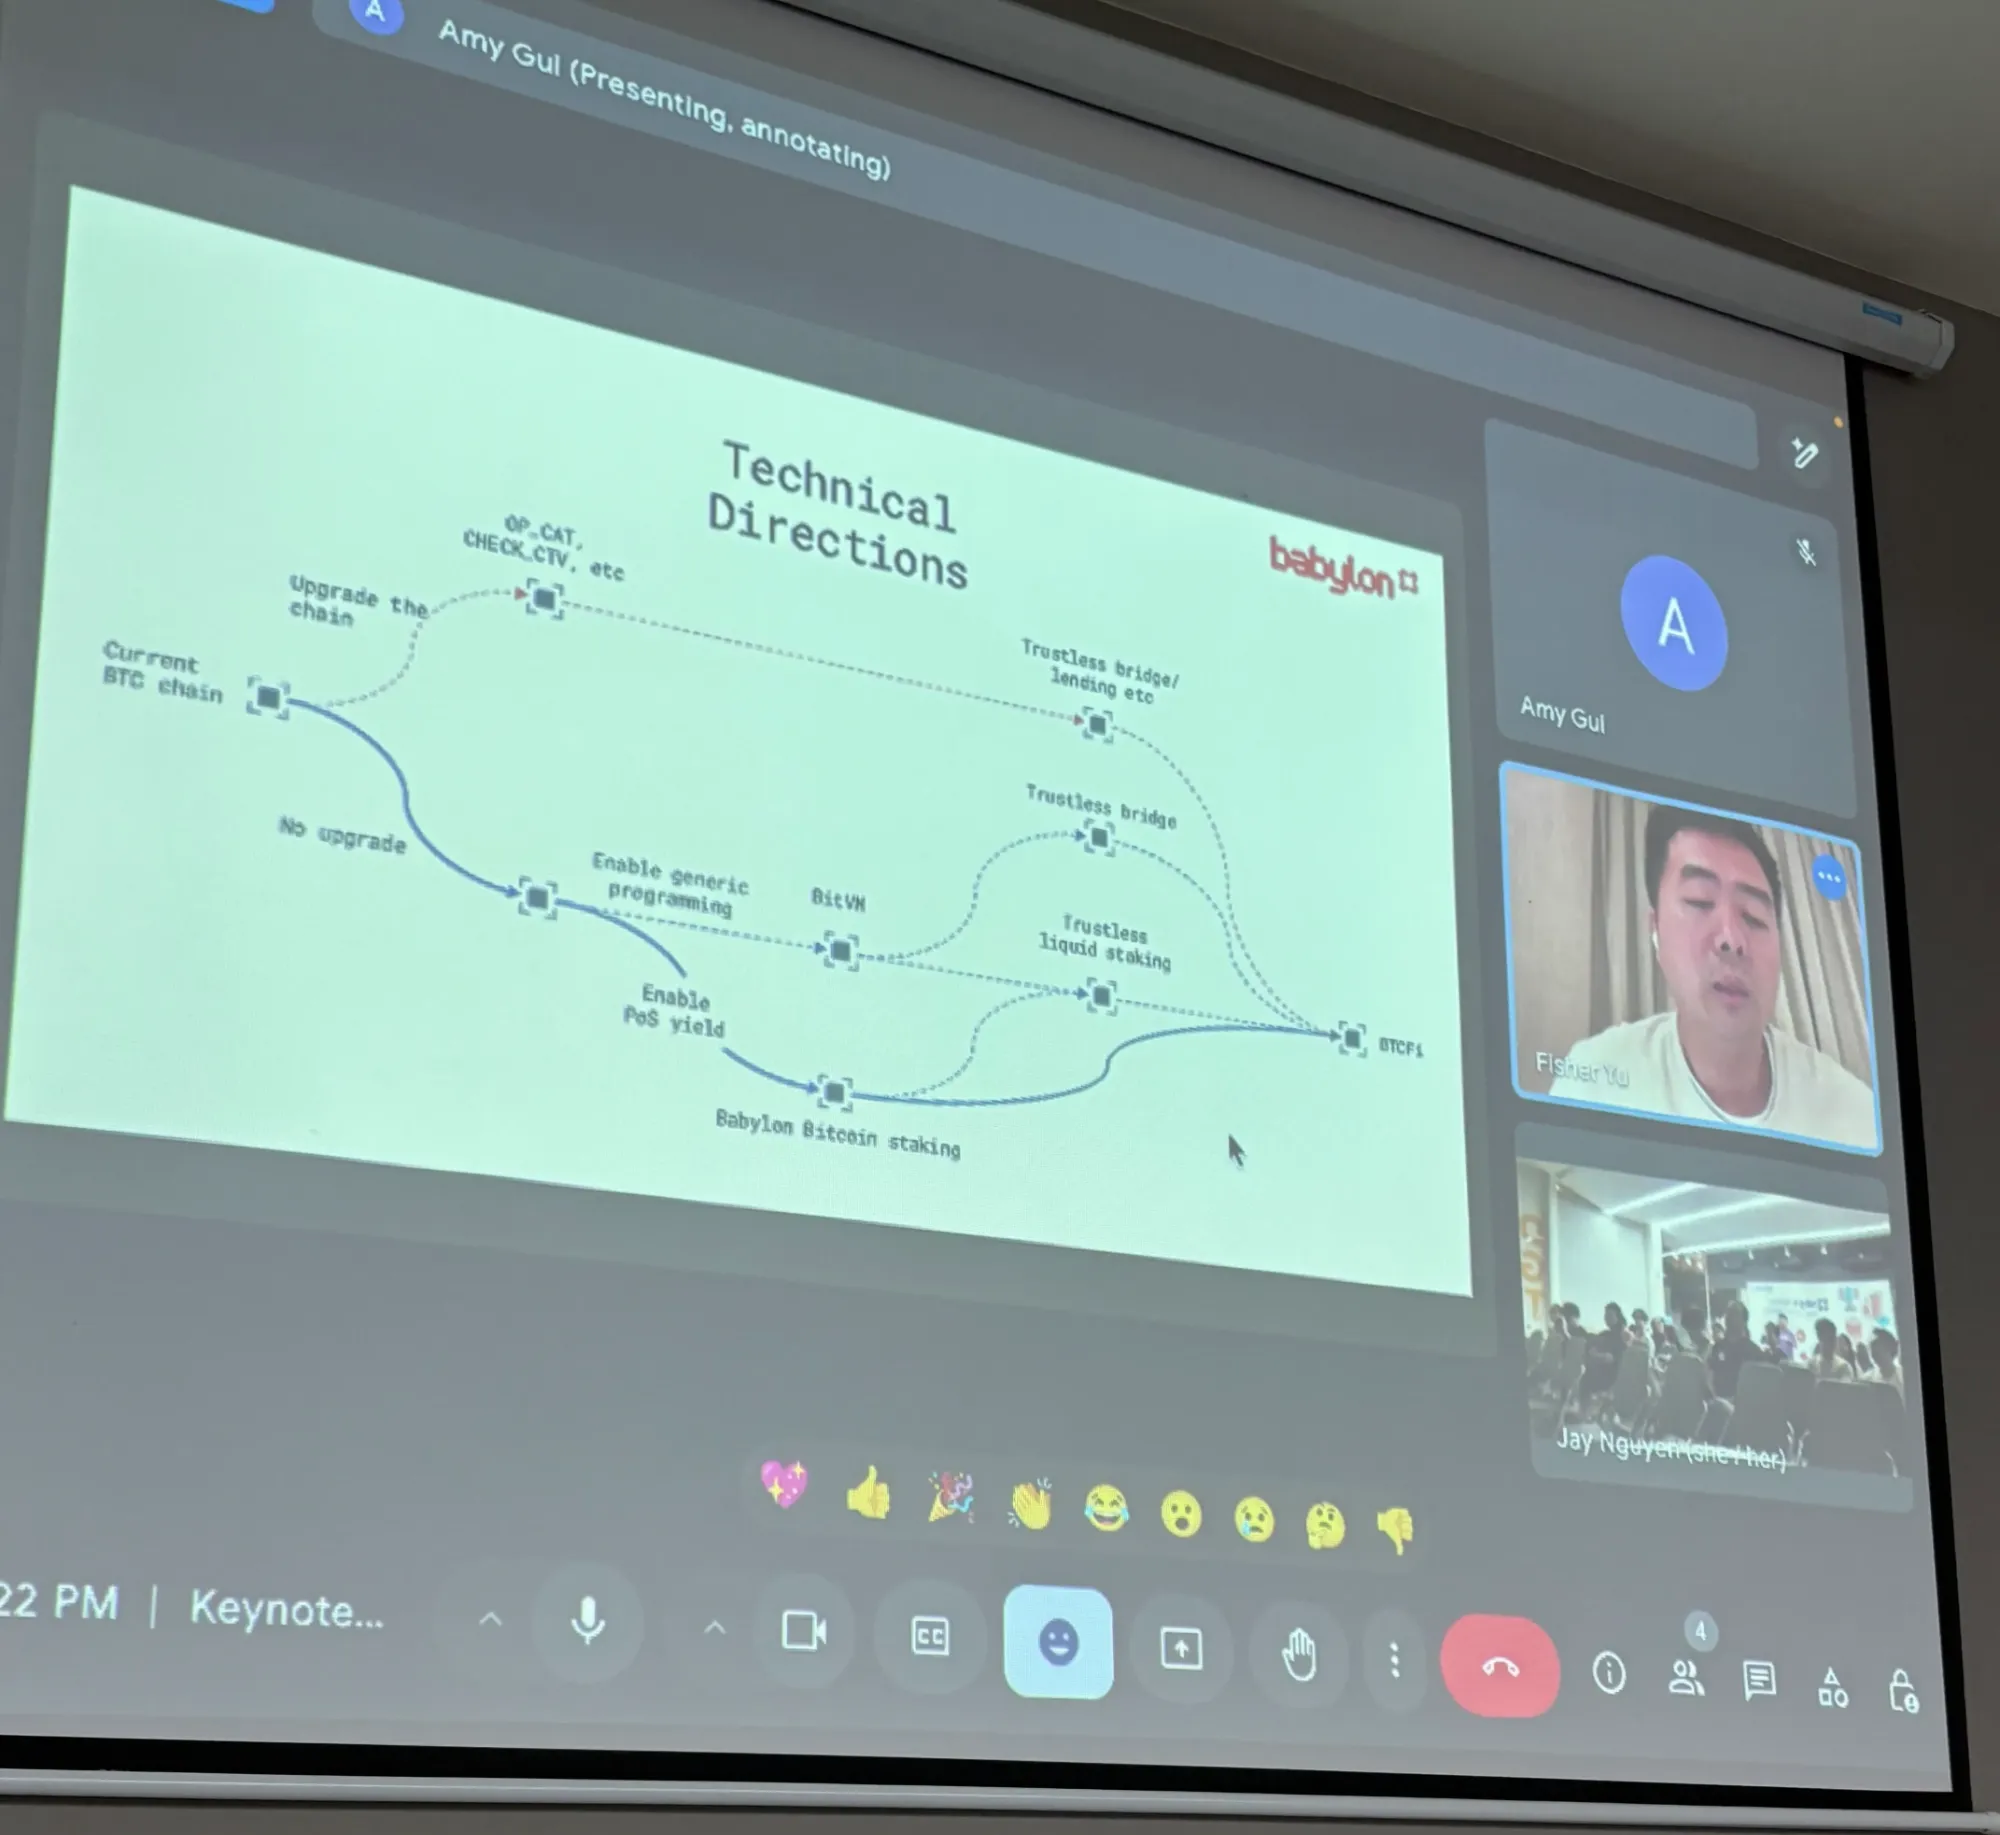 A
Amy Gul (Presenting, annotating)
Technical
Directions
babylon
OP_CAT,
CHECK_CTV, etc
Upgrade the
chain
Current
BTC chain
Trustless bridge/
lending etc
No upgrade
Trustless bridge
Enable generic
programming
BitVM
Trustless
liquid staking
Enable
PoS yield
BTCFi
Babylon Bitcoin staking
A
Amy Gul
Fisher Yu
Jay Nguyen (she / her)
22 PM | Keynote...
CC
4